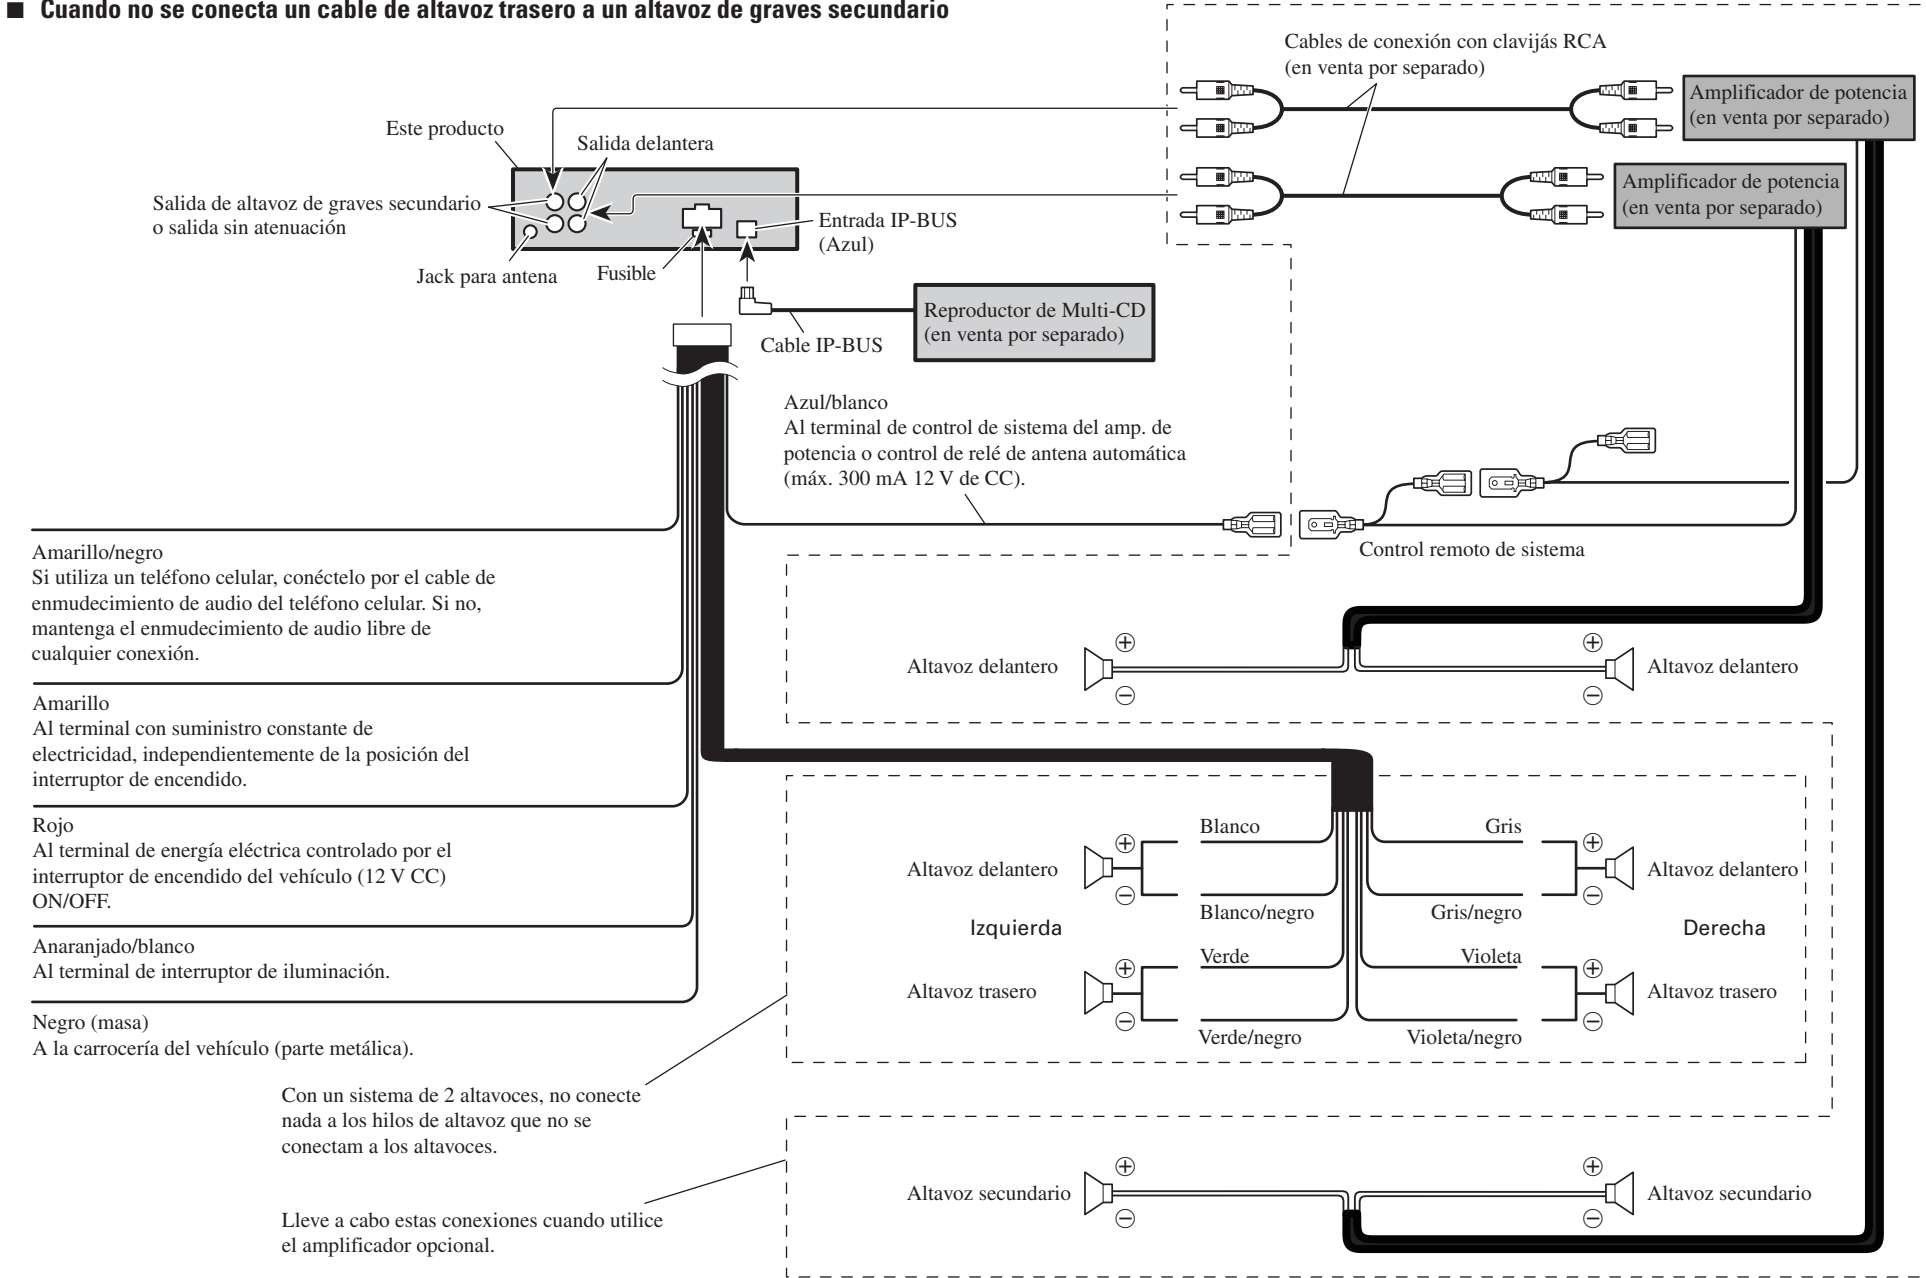 ■ Cuando no se conecta un cable de altavoz trasero a un altavoz de graves secundario
Cables de conexión con clavijás RCA
(en venta por separado)
Amplificador de potencia
(en venta por separado)
Este producto
Salida delantera
Amplificador de potencia
(en venta por separado)
Salida de altavoz de graves secundario
o salida sin atenuación
Entrada IP-BUS
(Azul)
Jack para antena
Fusible
Reproductor de Multi-CD
(en venta por separado)
Cable IP-BUS
Azul/blanco
Al terminal de control de sistema del amp. de
potencia o control de relé de antena automática
(máx. 300 mA 12 V de CC).
Control remoto de sistema
Amarillo/negro
Si utiliza un teléfono celular, conéctelo por el cable de
enmudecimiento de audio del teléfono celular. Si no,
mantenga el enmudecimiento de audio libre de
cualquier conexión.
⊕ ⊕
Altavoz delantero Altavoz delantero
⊖ ⊖
Amarillo
Al terminal con suministro constante de
electricidad, independientemente de la posición del
interruptor de encendido.
Rojo
Al terminal de energía eléctrica controlado por el
interruptor de encendido del vehículo (12 V CC)
ON/OFF.
Anaranjado/blanco
Al terminal de interruptor de iluminación.
Negro (masa)
A la carrocería del vehículo (parte metálica).
⊕ Blanco Gris ⊕
Altavoz delantero Altavoz delantero
⊖ Blanco/negro Gris/negro ⊖
Izquierda Derecha
⊕ Verde Violeta ⊕
Altavoz trasero Altavoz trasero
⊖ Verde/negro Violeta/negro ⊖
Con un sistema de 2 altavoces, no conecte
nada a los hilos de altavoz que no se
conectam a los altavoces.
⊕ ⊕
Altavoz secundario Altavoz secundario
⊖ ⊖
Lleve a cabo estas conexiones cuando utilice
el amplificador opcional.